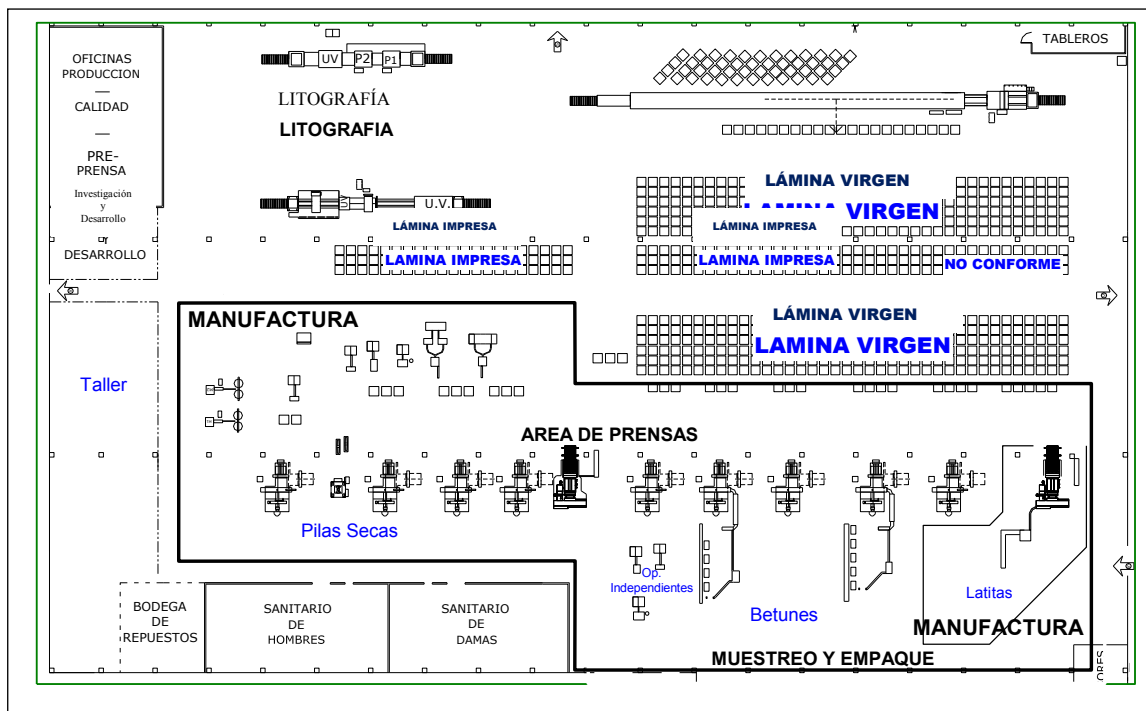 OFICINAS
PRODUCCION
—
CALIDAD
—
PRE-
PRENSA
Investigación
y
Desarrollo
Y
DESARROLLO
UV
P2
P1
LITOGRAFÍA
LITOGRAFIA
TABLEROS
UV
U.V.
LÁMINA IMPRESA
LAMINA IMPRESA
LÁMINA VIRGEN
LAMINA VIRGEN
LÁMINA IMPRESA
LAMINA IMPRESA
NO CONFORME
LÁMINA VIRGEN
LAMINA VIRGEN
MANUFACTURA
Taller
AREA DE PRENSAS
Pilas Secas
Op.
Independientes
Betunes
Latitas
MANUFACTURA
MUESTREO Y EMPAQUE
BODEGA
DE
REPUESTOS
SANITARIO
DE
HOMBRES
SANITARIO
DE
DAMAS